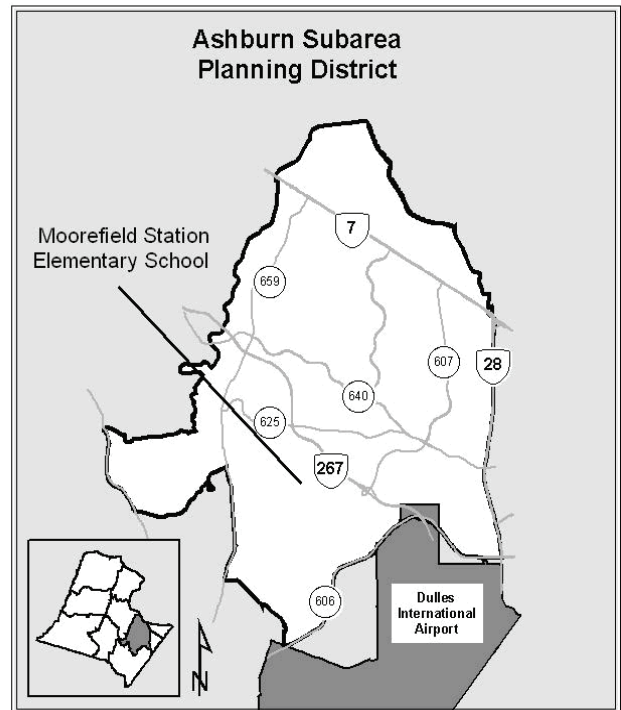 Ashburn Subarea
Planning District
7
Moorefield Station
Elementary School
659
28
607
640
625
267
606
Dulles
International
Airport
N